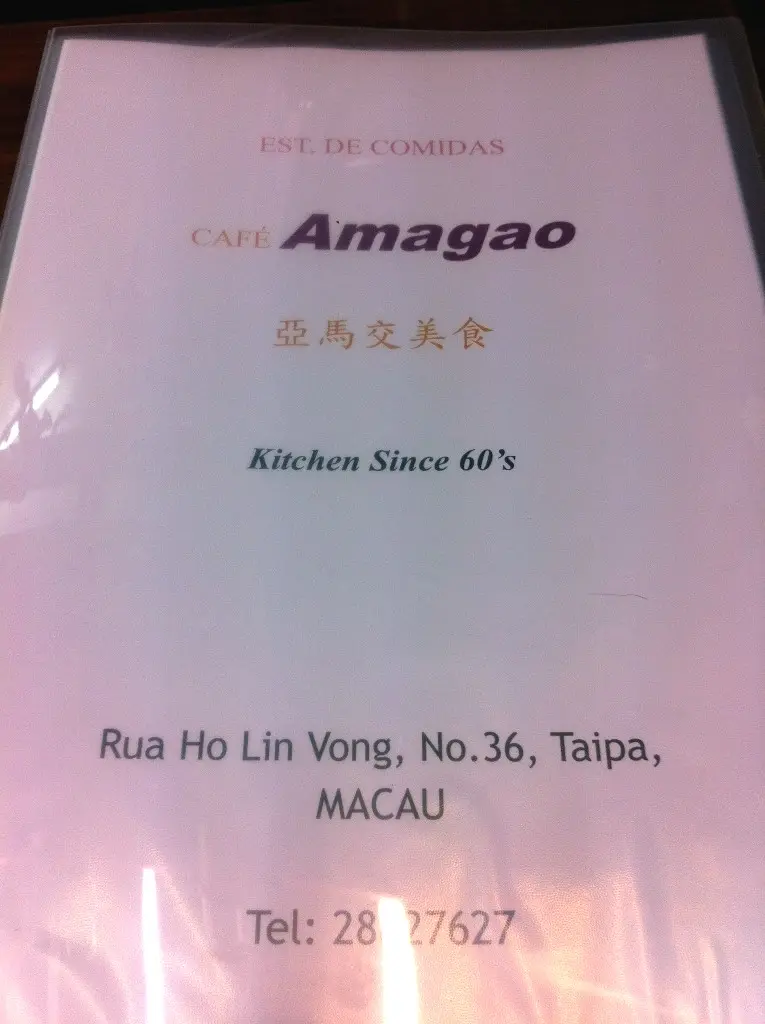 EST. DE COMIDAS
CAFÉ Amagao
亞馬交美食
Kitchen Since 60's
Rua Ho Lin Vong, No.36, Taipa,
MACAU
Tel: